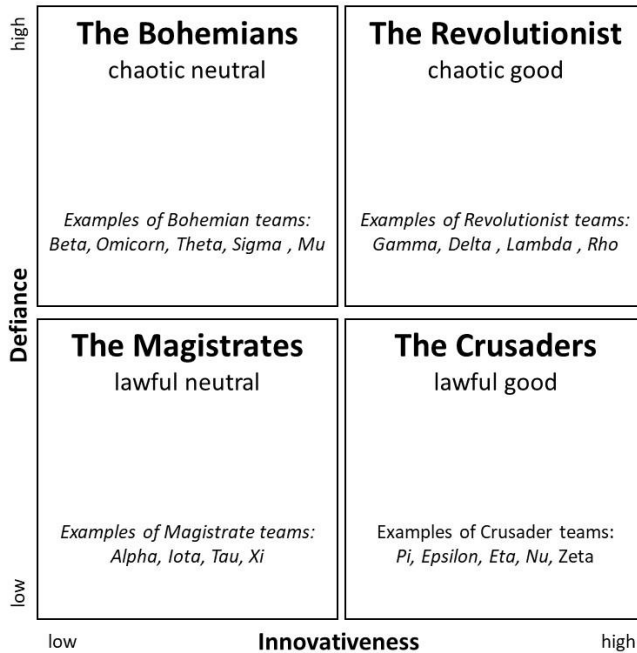 high
The Bohemians
chaotic neutral
Examples of Bohemian teams:
Beta, Omicorn, Theta, Sigma , Mu
The Revolutionist
chaotic good
Examples of Revolutionist teams:
Gamma, Delta , Lambda , Rho
Defiance
The Magistrates
lawful neutral
Examples of Magistrate teams:
Alpha, Iota, Tau, Xi
The Crusaders
lawful good
Examples of Crusader teams:
Pi, Epsilon, Eta, Nu, Zeta
low
low
Innovativeness
high